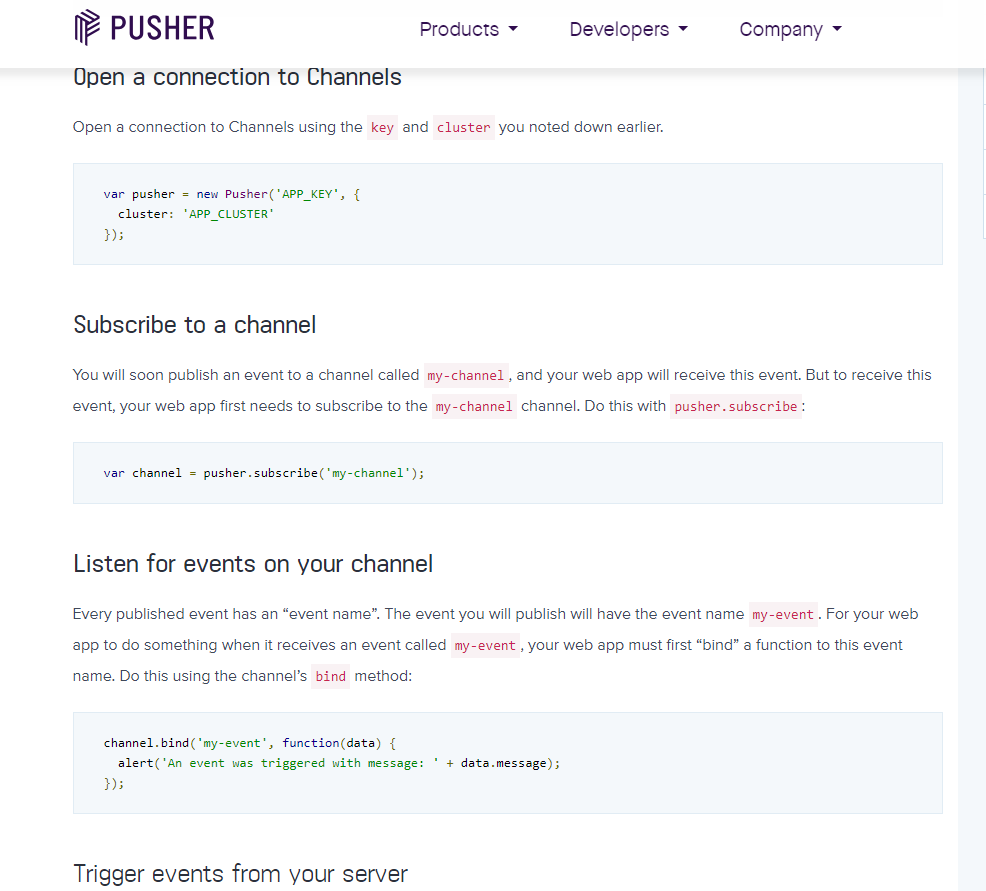 PUSHER
Products
Developers
Company
Open a connection to Channels
Open a connection to Channels using the key and cluster you noted down earlier.
var pusher = new Pusher('APP_KEY', {
  cluster: 'APP_CLUSTER'
});
Subscribe to a channel
You will soon publish an event to a channel called my-channel, and your web app will receive this event. But to receive this
event, your web app first needs to subscribe to the my-channel channel. Do this with pusher.subscribe:
var channel = pusher.subscribe('my-channel');
Listen for events on your channel
Every published event has an “event name”. The event you will publish will have the event name my-event. For your web
app to do something when it receives an event called my-event, your web app must first “bind” a function to this event
name. Do this using the channel’s bind method:
channel.bind('my-event', function(data) {
  alert('An event was triggered with message: ' + data.message);
});
Trigger events from your server